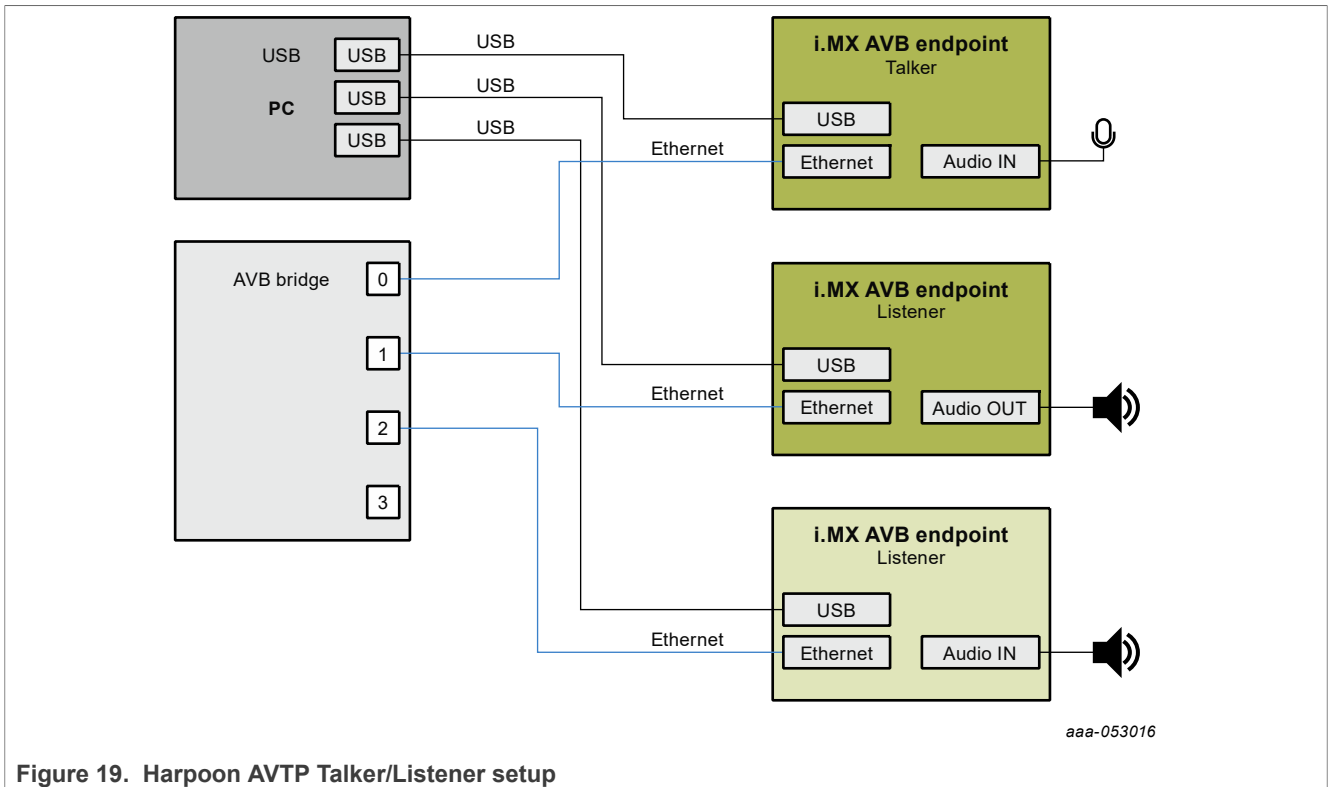 USB
PC
USB
USB
USB
USB
USB
USB
i.MX AVB endpoint
Talker
USB
Ethernet
Ethernet
Audio IN
AVB bridge
0
1
2
3
i.MX AVB endpoint
Listener
USB
Ethernet
Ethernet
Audio OUT
i.MX AVB endpoint
Listener
USB
Ethernet
Ethernet
Audio IN
aaa-053016
Figure 19. Harpoon AVTP Talker/Listener setup